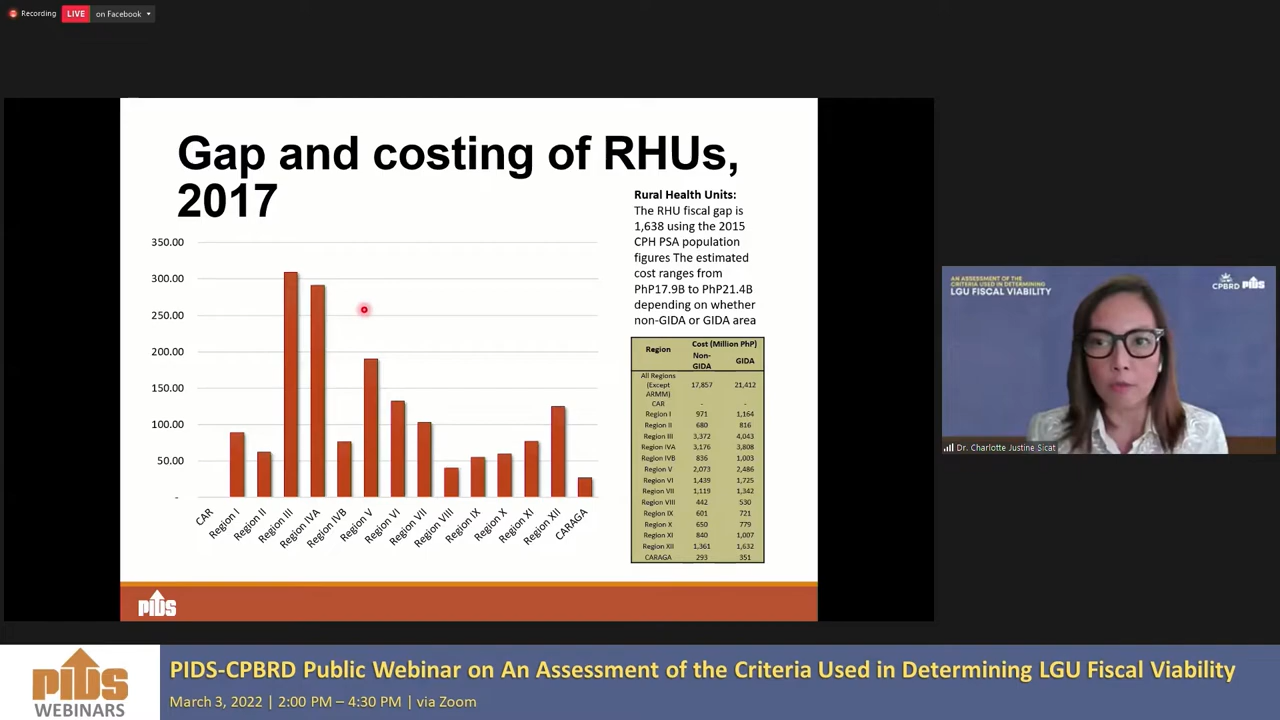 Recording
LIVE
on Facebook
Gap and costing of RHUs,
2017
350.00
300.00
250.00
200.00
150.00
100.00
50.00
-
CAR
Region I
Region II
Region III
Region IVA
Region IVB
Region V
Region VI
Region VII
Region VIII
Region IX
Region X
Region XI
Region XII
CARAGA
Rural Health Units:
The RHU fiscal gap is
1,638 using the 2015
CPH PSA population
figures The estimated
cost ranges from
PhP17.9B to PhP21.4B
depending on whether
non-GIDA or GIDA area
Region Cost (Million PhP)
Non-
GIDA GIDA
All Regions
(Except
ARMM) 17,857 21,412
CAR - -
Region I 971 1,164
Region II 680 816
Region III 3,372 4,043
Region IVA 3,176 3,808
Region IVB 836 1,003
Region V 2,073 2,486
Region VI 1,439 1,725
Region VII 1,119 1,342
Region VIII 442 530
Region IX 601 721
Region X 650 779
Region XI 840 1,007
Region XII 1,361 1,632
CARAGA 293 351
PIDS
AN ASSESSMENT OF THE
CRITERIA USED IN DETERMINING
LGU FISCAL VIABILITY
CPBRD PIDS
Dr. Charlotte Justine Sicat
PIDS
WEBINARS
PIDS-CPBRD Public Webinar on An Assessment of the Criteria Used in Determining LGU Fiscal Viability
March 3, 2022 | 2:00 PM – 4:30 PM | via Zoom